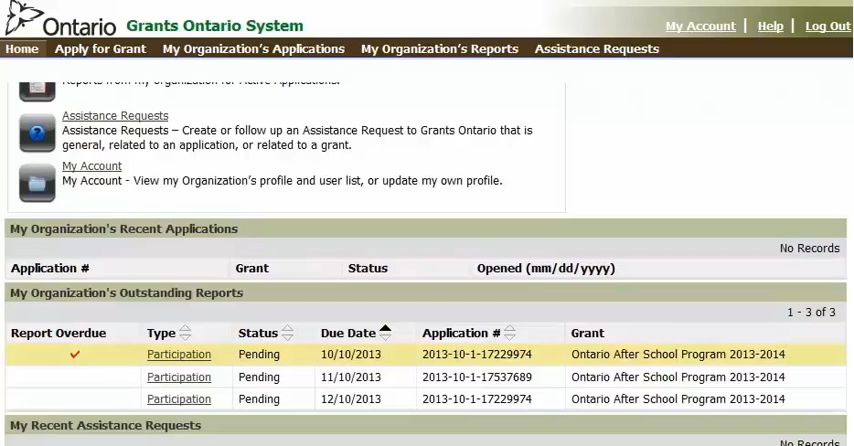 Ontario Grants Ontario System
My Account | Help | Log Out
Home Apply for Grant My Organization's Applications My Organization's Reports Assistance Requests
Reports from my organization for Active Applications.
Assistance Requests
Assistance Requests – Create or follow up an Assistance Request to Grants Ontario that is
general, related to an application, or related to a grant.
My Account
My Account - View my Organization's profile and user list, or update my own profile.
My Organization's Recent Applications
No Records
Application # Grant Status Opened (mm/dd/yyyy)
My Organization's Outstanding Reports
1 - 3 of 3
Report Overdue Type Status Due Date Application # Grant
Participation Pending 10/10/2013 2013-10-1-17229974 Ontario After School Program 2013-2014
Participation Pending 11/10/2013 2013-10-1-17537689 Ontario After School Program 2013-2014
Participation Pending 12/10/2013 2013-10-1-17229974 Ontario After School Program 2013-2014
My Recent Assistance Requests
No Records